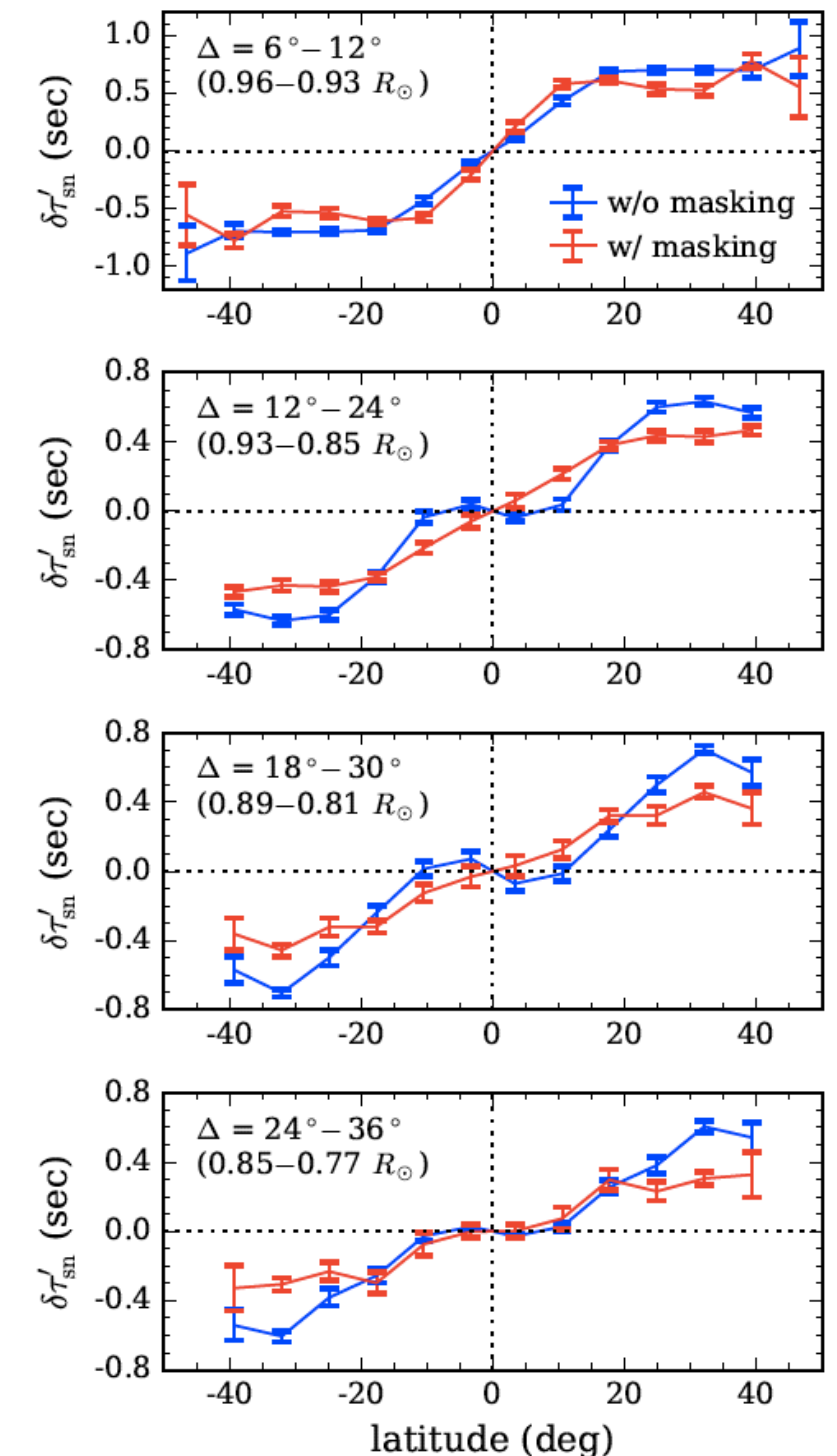 Δ = 6°−12°
(0.96−0.93 R⊙)
δτ′sn (sec)
1.0
0.5
0.0
-0.5
-1.0
w/o masking
w/ masking
-40 -20 0 20 40
Δ = 12°−24°
(0.93−0.85 R⊙)
δτ′sn (sec)
0.8
0.4
0.0
-0.4
-0.8
-40 -20 0 20 40
Δ = 18°−30°
(0.89−0.81 R⊙)
δτ′sn (sec)
0.8
0.4
0.0
-0.4
-0.8
-40 -20 0 20 40
Δ = 24°−36°
(0.85−0.77 R⊙)
δτ′sn (sec)
0.8
0.4
0.0
-0.4
-0.8
-40 -20 0 20 40
latitude (deg)